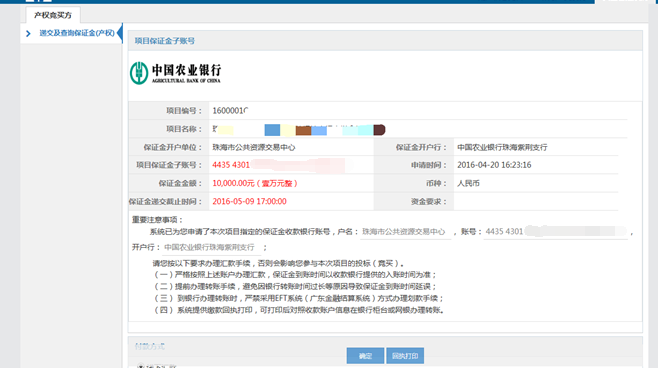 产权竞买方
递交及查询保证金(产权)
项目保证金子账号
中国农业银行
AGRICULTURAL BANK OF CHINA
项目编号： 1600001
项目名称：
保证金开户单位： 珠海市公共资源交易中心 保证金开户行： 中国农业银行珠海紫荆支行
项目保证金子账号： 4435 4301 申请时间： 2016-04-20 16:23:16
保证金金额： 10,000.00元（壹万元整） 币种： 人民币
保证金递交截止时间： 2016-05-09 17:00:00 资金要求：
重要注意事项：
系统已为您申请了本次项目指定的保证金收款银行账号，户名： 珠海市公共资源交易中心 ，账号： 4435 4301 ，
开户行： 中国农业银行珠海紫荆支行 ；
请您按以下要求办理汇款手续，否则会影响您参与本次项目的投标（竞买）。
（一）严格按照上述账户办理汇款，保证金到账时间以收款银行提供的入账时间为准；
（二）提前办理转账手续，避免因银行转账时间过长等原因导致保证金到账时间延误；
（三） 到银行办理转账时，严禁采用EFT系统（广东金融结算系统）方式办理划款手续；
（四） 系统提供缴款回执打印，可打印后对照收款账户信息在银行柜台或网银办理转账。
付款方式
确定 回执打印